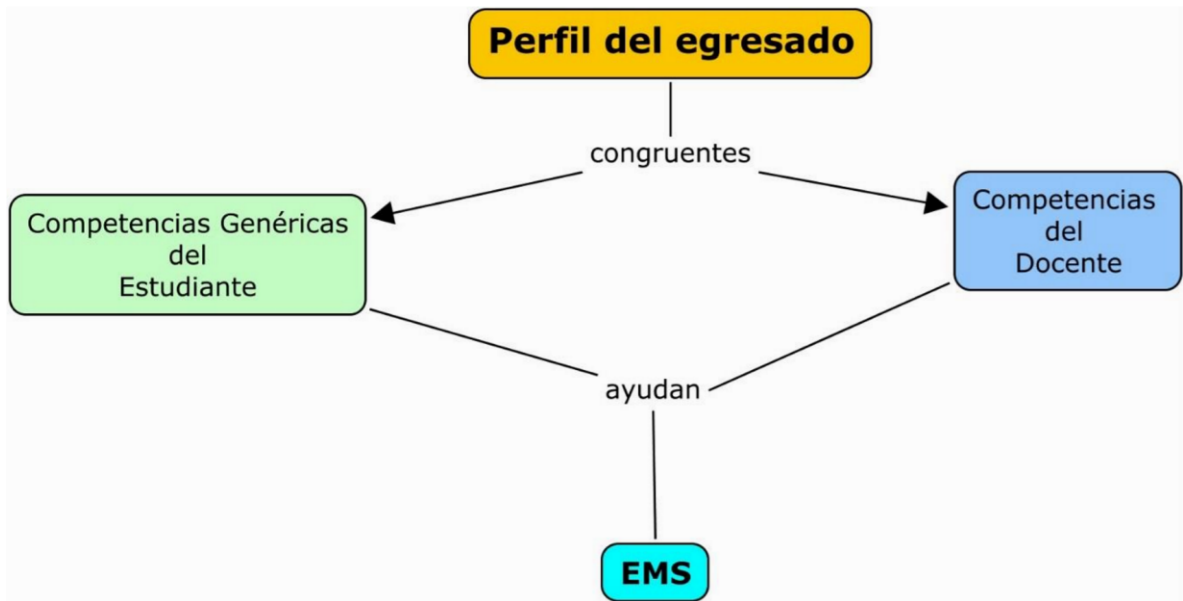 Perfil del egresado
congruentes
Competencias Genéricas
del
Estudiante
Competencias
del
Docente
ayudan
EMS